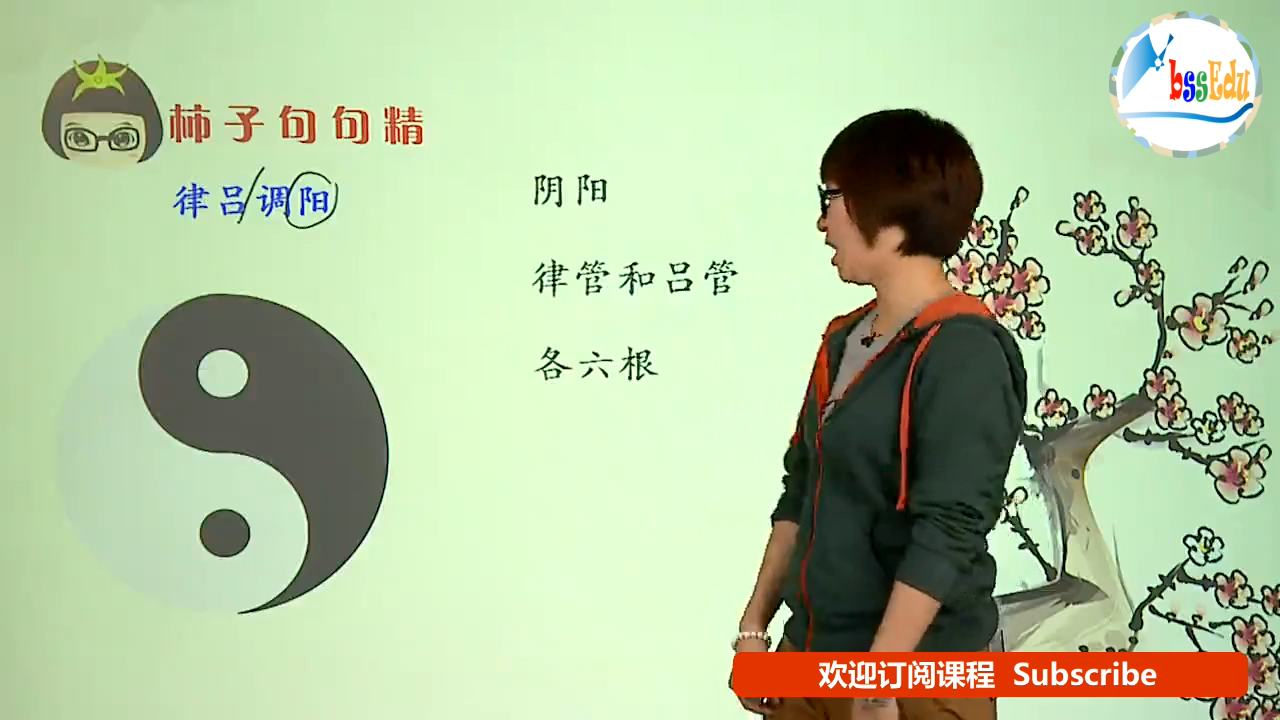 柿子句句精
律吕调阳
阴阳
律管和吕管
各六根
bssEdu
欢迎订阅课程 Subscribe